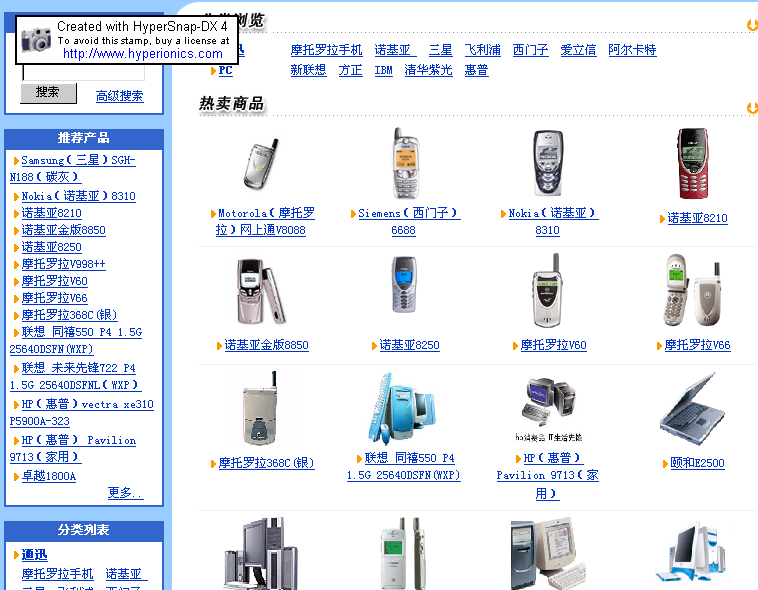 Created with HyperSnap-DX 4
To avoid this stamp, buy a license at
http://www.hyperionics.com
搜索
高级搜索
推荐产品
Samsung(三星)SGH-
N188(碳灰)
Nokia(诺基亚)8310
诺基亚8210
诺基亚金版8850
诺基亚8250
摩托罗拉V998++
摩托罗拉V60
摩托罗拉V66
摩托罗拉368C(银)
联想 同禧550 P4 1.5G
25640DSFN(WXP)
联想 未来先锋722 P4
1.5G 25640DSFNL(WXP)
HP(惠普)vectra xe310
P5900A-323
HP(惠普) Pavilion
9713(家用)
卓越1800A
更多..
分类列表
通迅
摩托罗拉手机 诺基亚
浏览
迅
摩托罗拉手机 诺基亚 三星 飞利浦 西门子 爱立信 阿尔卡特
PC
新联想 方正 IBM 清华紫光 惠普
热卖商品
Motorola(摩托罗
拉)网上通V8088
Siemens(西门子)
6688
Nokia(诺基亚)
8310
诺基亚8210
诺基亚金版8850
诺基亚8250
摩托罗拉V60
摩托罗拉V66
摩托罗拉368C(银)
联想 同禧550 P4
1.5G 25640DSFN(WXP)
hp消费品 IT生活先锋
HP(惠普)
Pavilion 9713(家
用)
颐和E2500